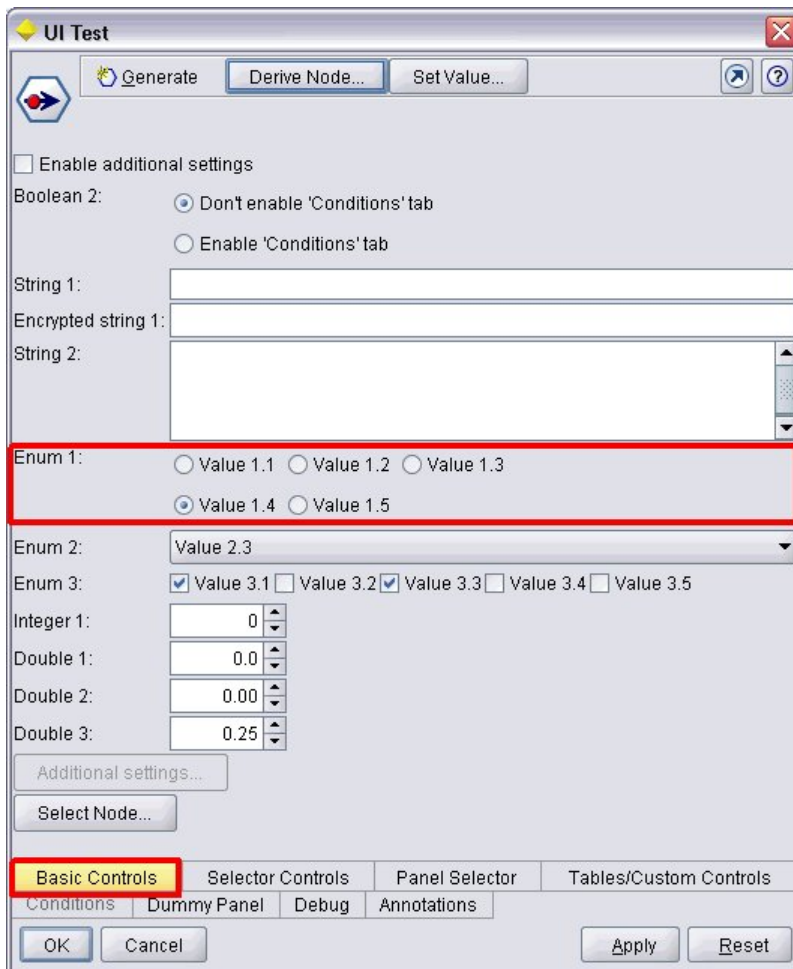 UI Test
Generate Derive Node... Set Value...
Enable additional settings
Boolean 2: Don't enable 'Conditions' tab
Enable 'Conditions' tab
String 1:
Encrypted string 1:
String 2:
Enum 1: Value 1.1 Value 1.2 Value 1.3
Value 1.4 Value 1.5
Enum 2: Value 2.3
Enum 3: Value 3.1 Value 3.2 Value 3.3 Value 3.4 Value 3.5
Integer 1: 0
Double 1: 0.0
Double 2: 0.00
Double 3: 0.25
Additional settings...
Select Node...
Basic Controls Selector Controls Panel Selector Tables/Custom Controls
Conditions Dummy Panel Debug Annotations
OK Cancel Apply Reset